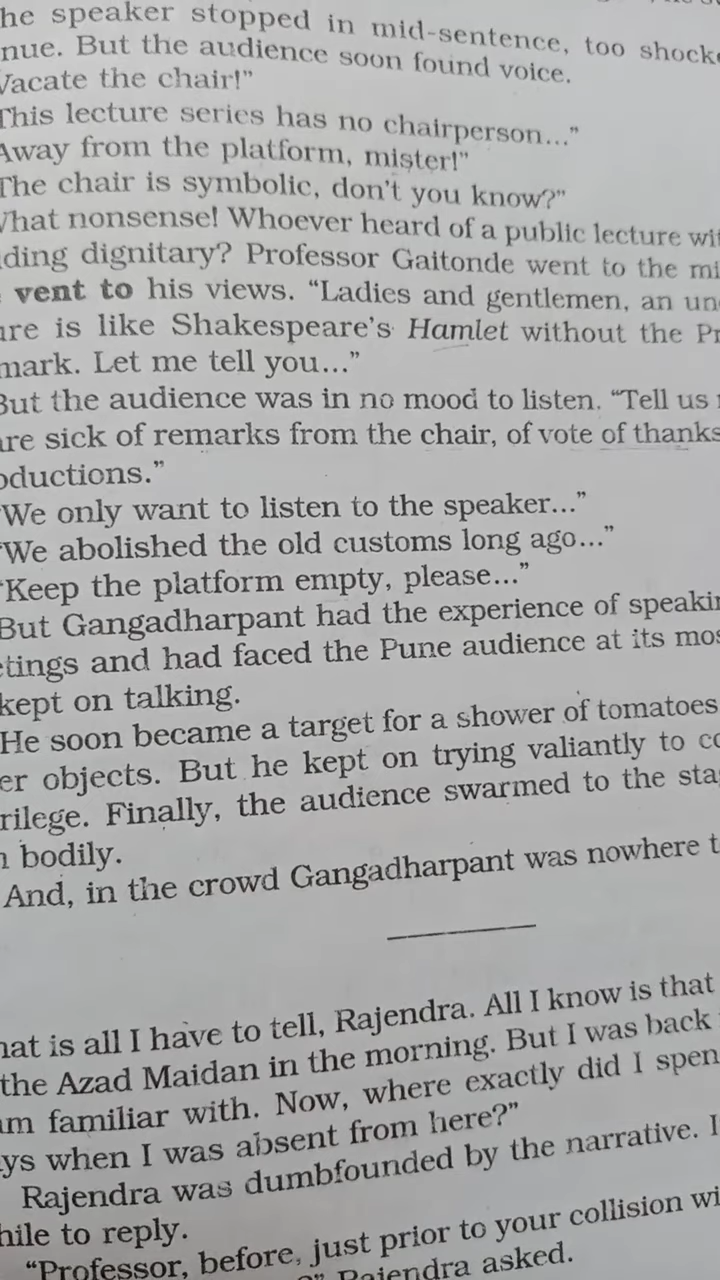 he speaker stopped in mid-sentence, too shock
nue. But the audience soon found voice.
Vacate the chair!”
This lecture series has no chairperson...”
Away from the platform, mister!”
The chair is symbolic, don’t you know?”
What nonsense! Whoever heard of a public lecture wit
ding dignitary? Professor Gaitonde went to the mi
vent to his views. “Ladies and gentlemen, an un
ure is like Shakespeare’s Hamlet without the Pr
mark. Let me tell you...”
But the audience was in no mood to listen. “Tell us
are sick of remarks from the chair, of vote of thanks
oductions.”
“We only want to listen to the speaker...”
“We abolished the old customs long ago...”
“Keep the platform empty, please...”
But Gangadharpant had the experience of speakin
etings and had faced the Pune audience at its mos
kept on talking.
He soon became a target for a shower of tomatoes
er objects. But he kept on trying valiantly to co
rilege. Finally, the audience swarmed to the sta
bodily.
And, in the crowd Gangadharpant was nowhere t
hat is all I have to tell, Rajendra. All I know is that
the Azad Maidan in the morning. But I was back
am familiar with. Now, where exactly did I spen
ys when I was absent from here?”
Rajendra was dumbfounded by the narrative. I
hile to reply.
“Professor, before, just prior to your collision wi
Rajendra asked.